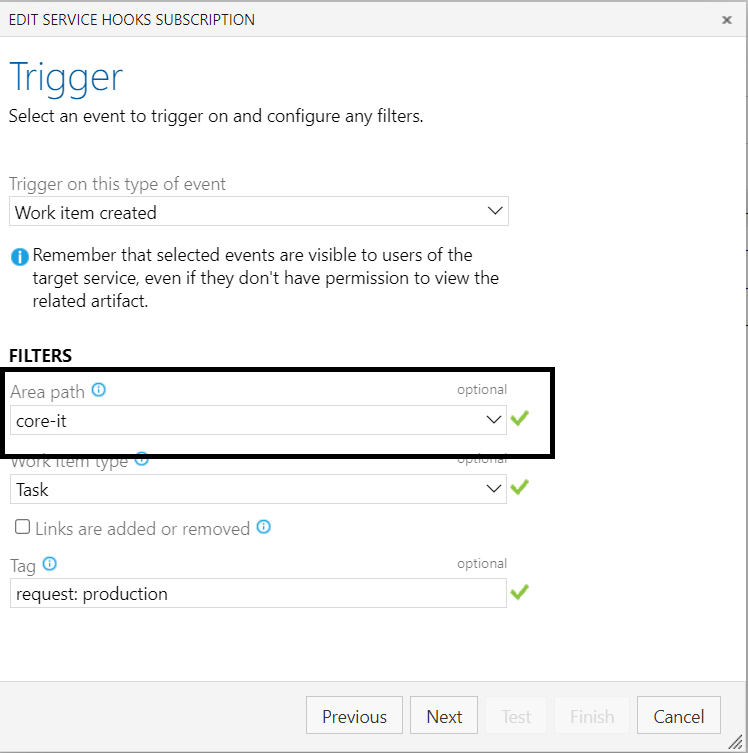 EDIT SERVICE HOOKS SUBSCRIPTION
Trigger
Select an event to trigger on and configure any filters.
Trigger on this type of event
Work item created
Remember that selected events are visible to users of the
target service, even if they don't have permission to view the
related artifact.
FILTERS
Area path optional
core-it
Work item type optional
Task
Links are added or removed
Tag optional
request: production
Previous Next Test Finish Cancel